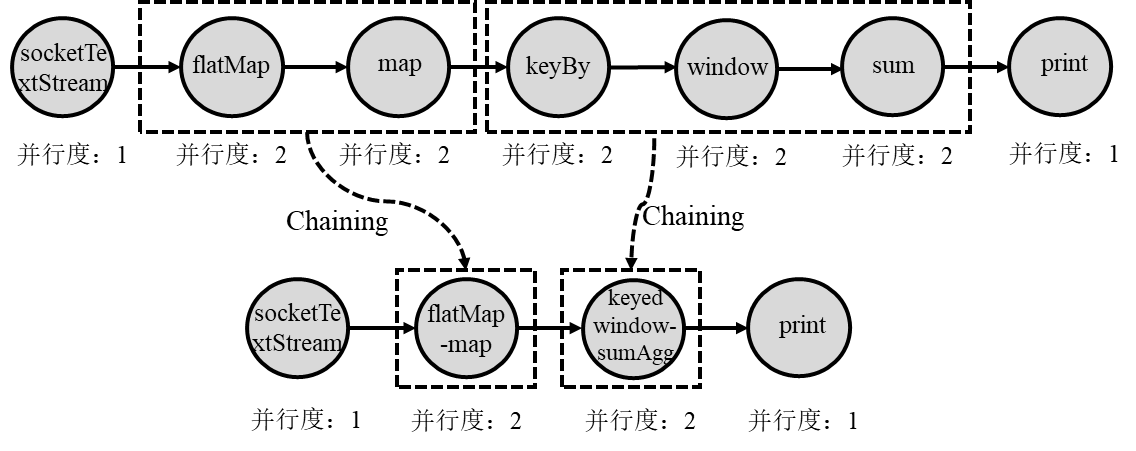 socketTe
xtStream
flatMap
map
keyBy
window
sum
print
并行度：1
并行度：2
并行度：2
并行度：2
并行度：2
并行度：2
并行度：1
Chaining
Chaining
socketTe
xtStream
flatMap
-map
keyed
window-
sumAgg
print
并行度：1
并行度：2
并行度：2
并行度：1